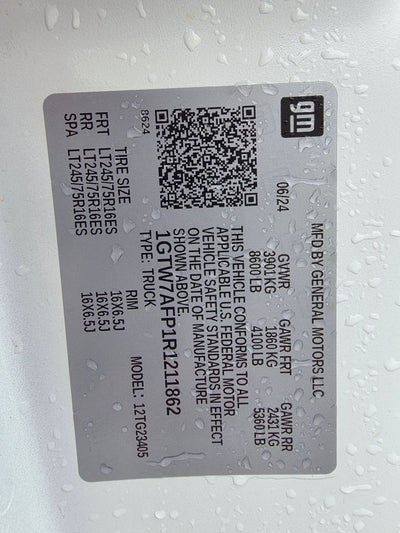 gm
MFD BY GENERAL MOTORS LLC
06/24 GVWR GAWR FRT GAWR RR
3901 KG 1860 KG 2431 KG
8600 LB 4100 LB 5360 LB
THIS VEHICLE CONFORMS TO ALL
APPLICABLE U.S. FEDERAL MOTOR
VEHICLE SAFETY STANDARDS IN EFFECT
ON THE DATE OF MANUFACTURE
SHOWN ABOVE.
1GTW7AFP1R1211862
TYPE: TRUCK MODEL: 12TG23405
8624
TIRE SIZE RIM
FRT LT245/75R16ES 16X6.5J
RR LT245/75R16ES 16X6.5J
SPA LT245/75R16ES 16X6.5J